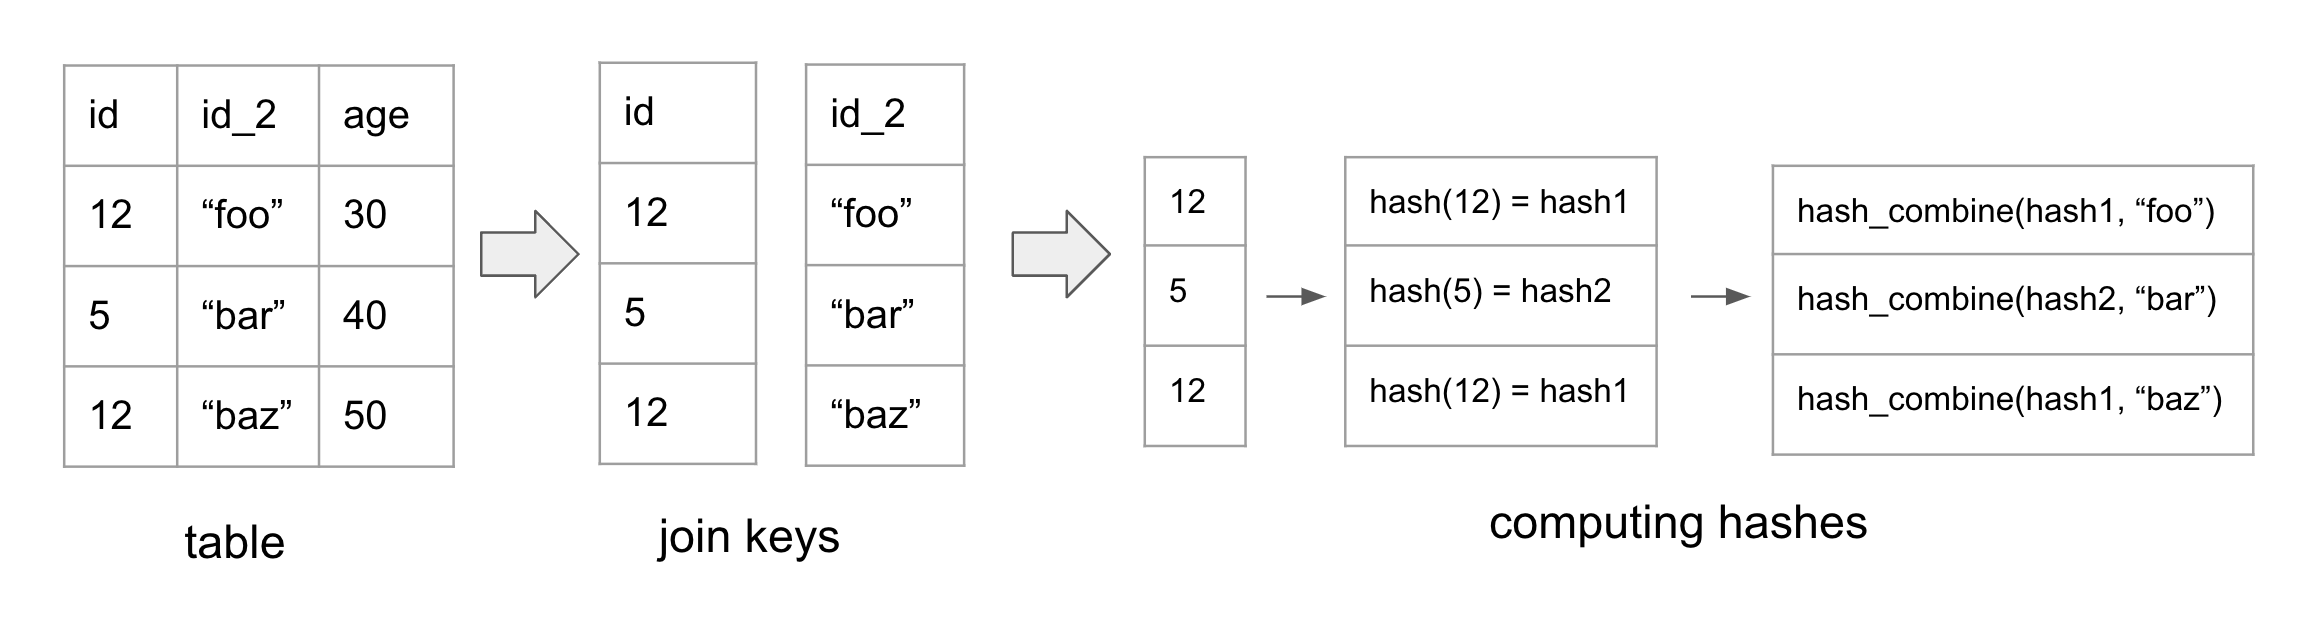 id id_2 age
12 “foo” 30
5 “bar” 40
12 “baz” 50
table
id
12
5
12
id_2
“foo”
“bar”
“baz”
join keys
12
5
12
hash(12) = hash1
hash(5) = hash2
hash(12) = hash1
hash_combine(hash1, “foo”)
hash_combine(hash2, “bar”)
hash_combine(hash1, “baz”)
computing hashes